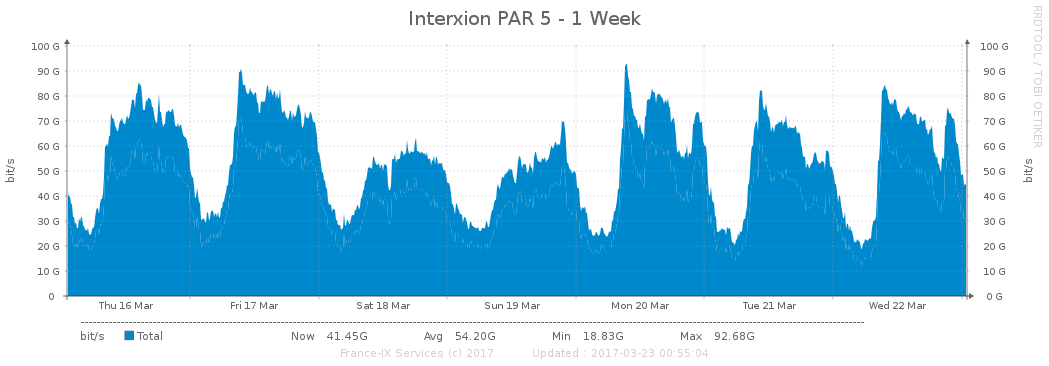 Interxion PAR 5 - 1 Week
RRDTOOL / TOBI OETIKER
100 G 100 G
90 G 90 G
80 G 80 G
70 G 70 G
60 G 60 G
50 G 50 G
40 G 40 G
30 G 30 G
20 G 20 G
10 G 10 G
0 0 G
bit/s
bit/s
Thu 16 Mar Fri 17 Mar Sat 18 Mar Sun 19 Mar Mon 20 Mar Tue 21 Mar Wed 22 Mar
bit/s Total Now 41.45G Avg 54.20G Min 18.83G Max 92.68G
France-IX Services (c) 2017 Updated : 2017-03-23 00:55:04